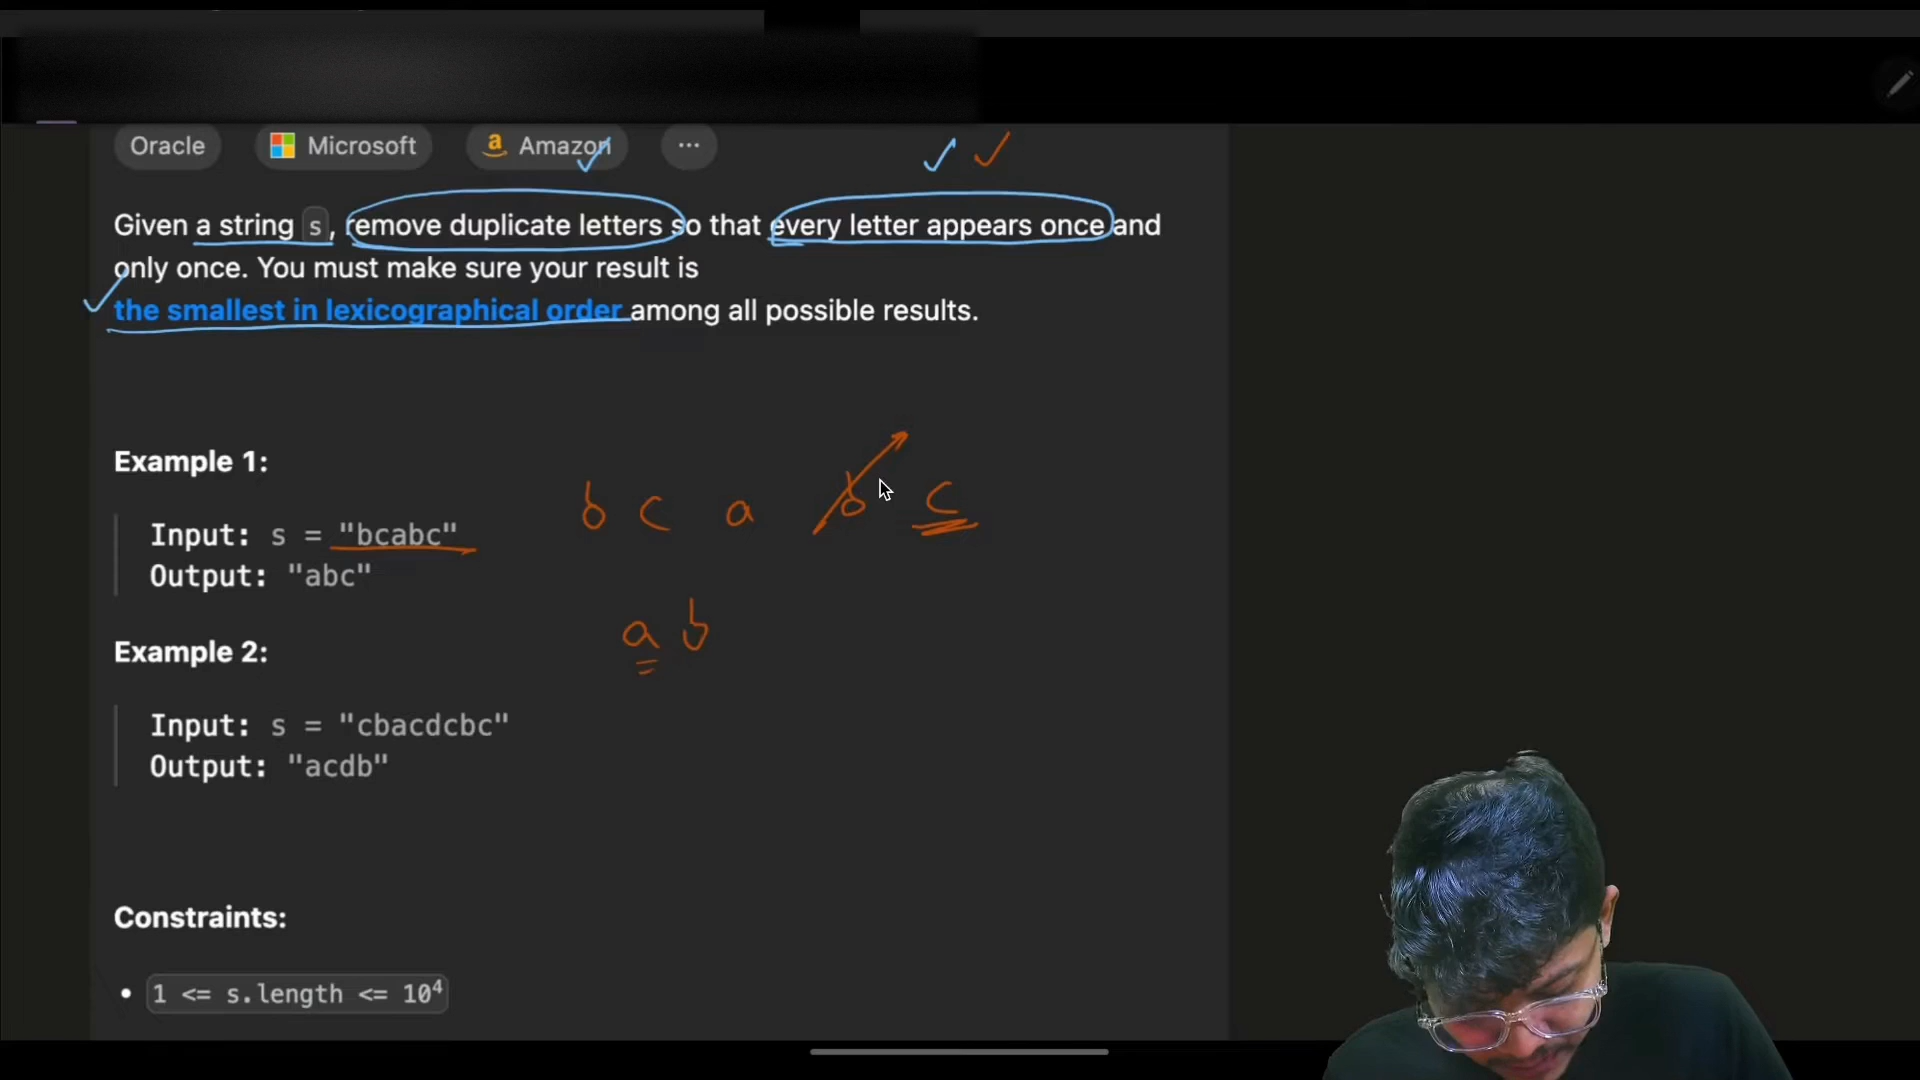 Oracle Microsoft Amazon ...
Given a string s, remove duplicate letters so that every letter appears once and
only once. You must make sure your result is
the smallest in lexicographical order among all possible results.
Example 1:
b c a b c
Input: s = "bcabc"
Output: "abc"
a b
Example 2:
Input: s = "cbacdcbc"
Output: "acdb"
Constraints:
• 1 <= s.length <= 10⁴